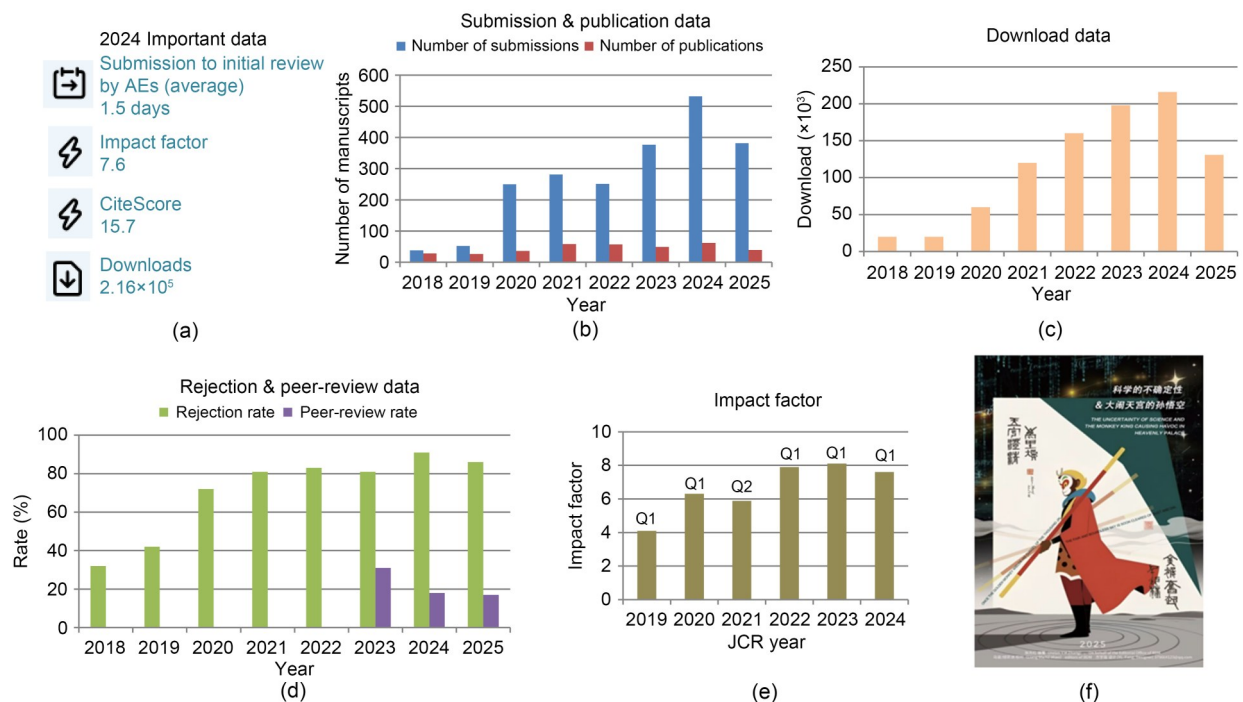 2024 Important data
Submission to initial review
by AEs (average)
1.5 days
Impact factor
7.6
CiteScore
15.7
Downloads
2.16×10⁵
(a)
Submission & publication data
Number of submissions Number of publications
Number of manuscripts
600
500
400
300
200
100
0
2018 2019 2020 2021 2022 2023 2024 2025
Year
(b)
Download data
Download (×10³)
250
200
150
100
50
0
2018 2019 2020 2021 2022 2023 2024 2025
Year
(c)
Rejection & peer-review data
Rejection rate Peer-review rate
Rate (%)
100
80
60
40
20
0
2018 2019 2020 2021 2022 2023 2024 2025
Year
(d)
Impact factor
Impact factor
10
8
6
4
2
0
Q1 Q1 Q2 Q1 Q1 Q1
2019 2020 2021 2022 2023 2024
JCR year
(e)
科学的不确定性
& 大闹天宫的孙悟空
THE UNCERTAINTY OF SCIENCE AND
THE MONKEY KING CAUSING HAVOC IN
HEAVENLY PALACE
2025
(f)